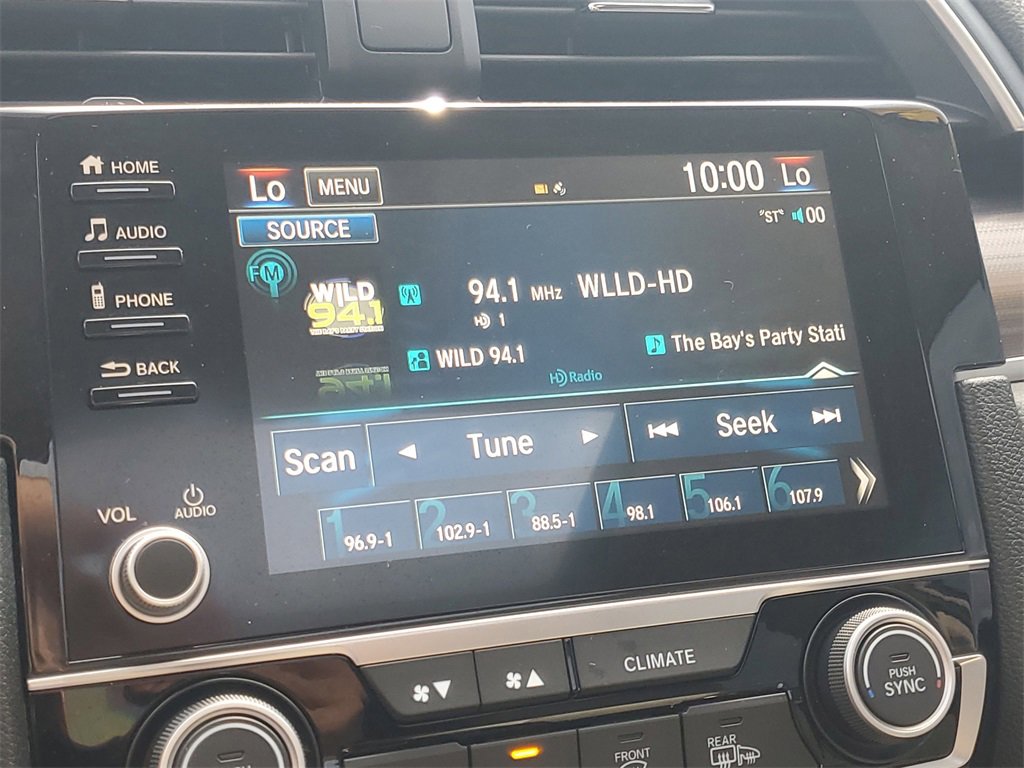 HOME
AUDIO
PHONE
BACK
VOL
AUDIO
Lo
MENU
10:00
Lo
SOURCE
"ST"
00
FM
WILD
94.1
94.1 MHz WLLD-HD
HD 1
WILD 94.1
The Bay's Party Stati
HD Radio
Scan
Tune
Seek
1 96.9-1
2 102.9-1
3 88.5-1
4 98.1
5 106.1
6 107.9
CLIMATE
PUSH
SYNC
FRONT
REAR